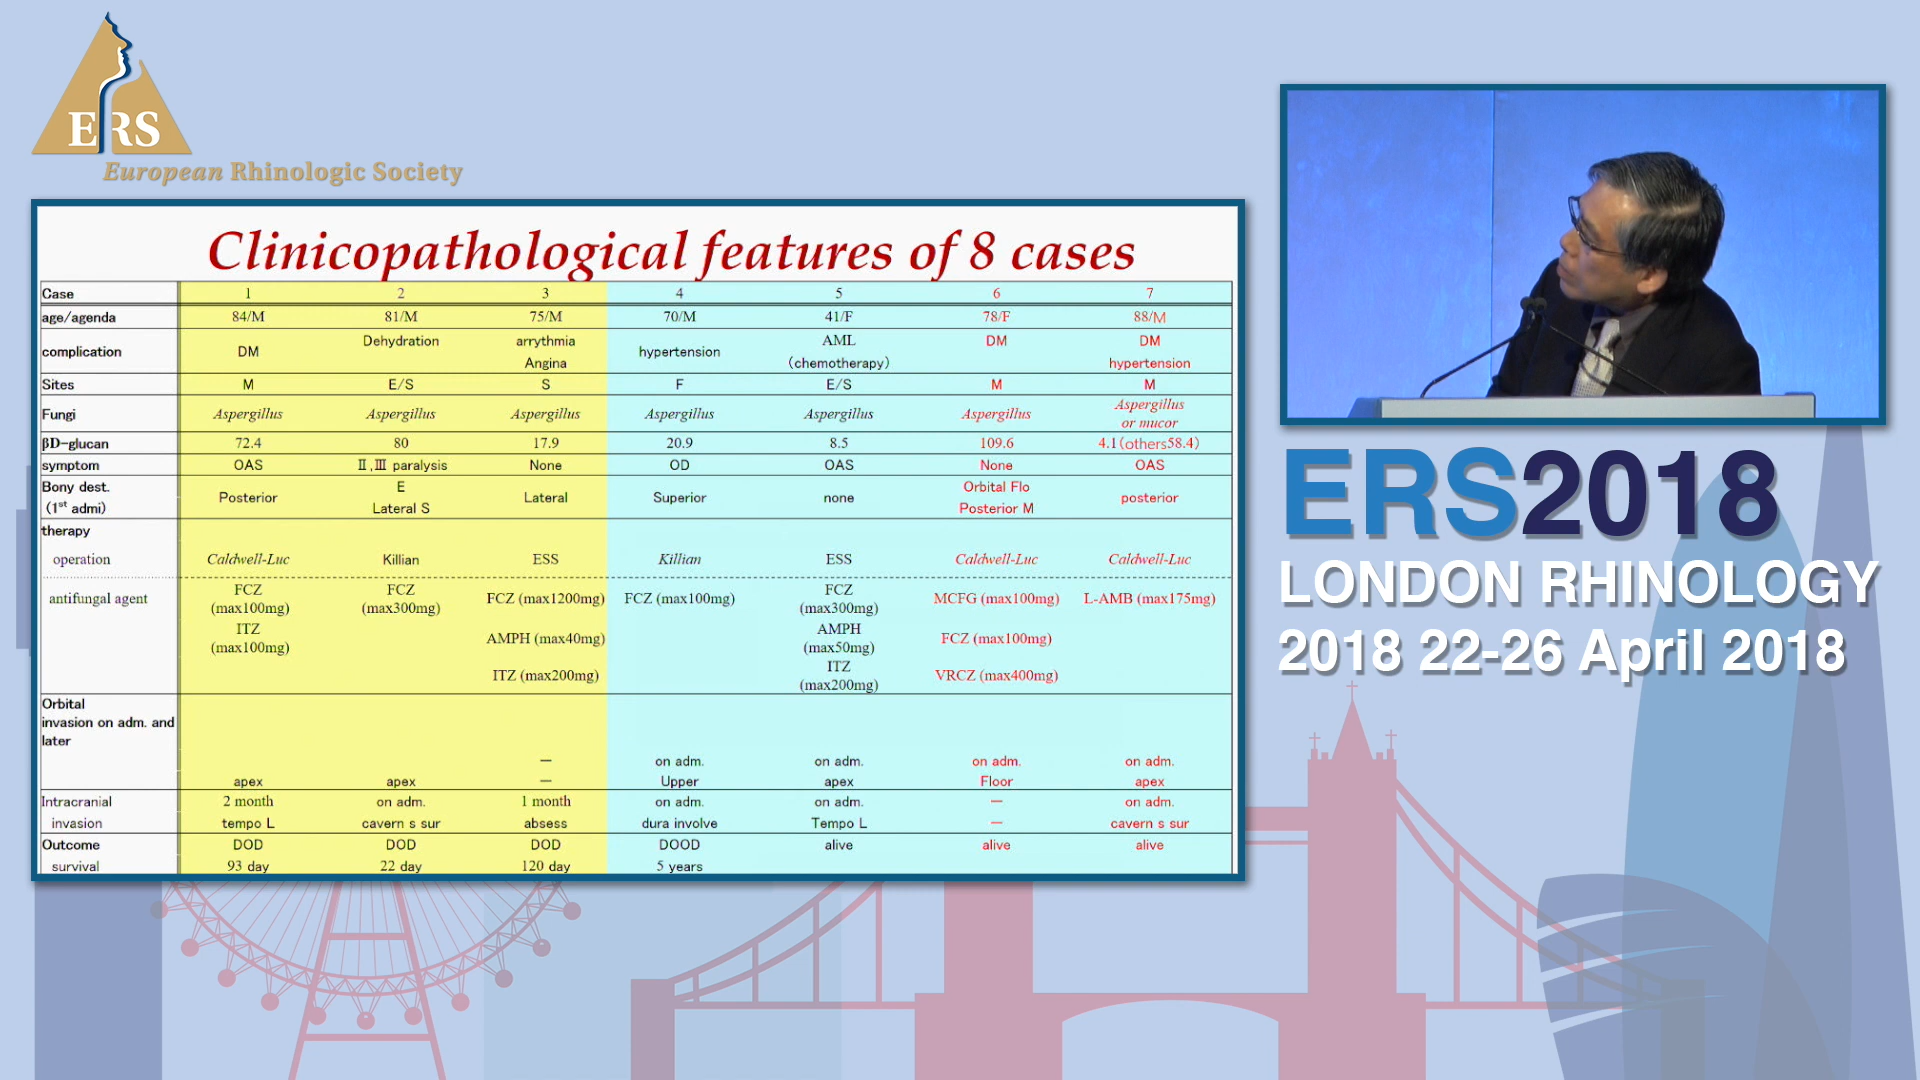 ERS
European Rhinologic Society
Clinicopathological features of 8 cases
Case 1 2 3 4 5 6 7
age/agenda 84/M 81/M 75/M 70/M 41/F 78/F 88/M
complication DM Dehydration arrythmia Angina hypertension AML (chemotherapy) DM DM hypertension
Sites M E/S S F E/S M M
Fungi Aspergillus Aspergillus Aspergillus Aspergillus Aspergillus Aspergillus Aspergillus or mucor
βD-glucan 72.4 80 17.9 20.9 8.5 109.6 4.1(others58.4)
symptom OAS Ⅱ,Ⅲ paralysis None OD OAS None OAS
Bony dest. (1st admi) Posterior E Lateral S Lateral Superior none Orbital Flo Posterior M posterior
therapy
operation Caldwell-Luc Killian ESS Killian ESS Caldwell-Luc Caldwell-Luc
antifungal agent FCZ (max100mg) FCZ (max300mg) FCZ (max1200mg) FCZ (max100mg) FCZ (max300mg) MCFG (max100mg) L-AMB (max175mg)
ITZ (max100mg) AMPH (max40mg) AMPH (max50mg) FCZ (max100mg)
ITZ (max200mg) ITZ (max200mg) VRCZ (max400mg)
Orbital
invasion on adm. and
later
— on adm. on adm. on adm. on adm.
apex apex — Upper apex Floor apex
Intracranial 2 month on adm. 1 month on adm. on adm. — on adm.
invasion tempo L cavern s sur absess dura involve Tempo L — cavern s sur
Outcome DOD DOD DOD DOOD alive alive alive
survival 93 day 22 day 120 day 5 years
ERS2018
LONDON RHINOLOGY
2018 22-26 April 2018